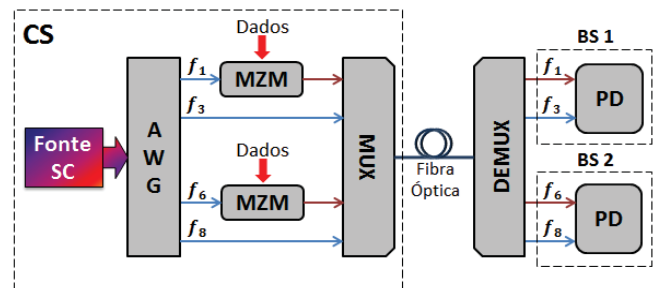 CS
Dados
BS 1
f1
MZM
f1
f3
f3
PD
Fonte
SC
A
W
G
MUX
DEMUX
Fibra
Óptica
Dados
BS 2
f6
MZM
f6
f8
f8
PD